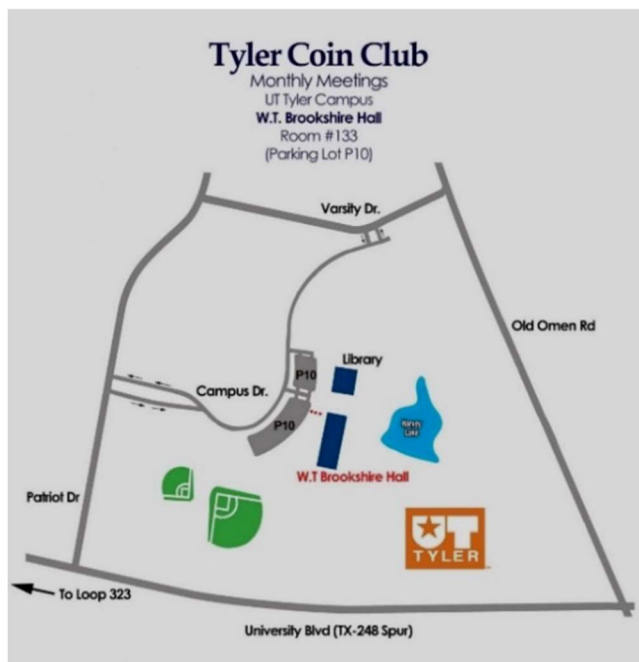 Tyler Coin Club
Monthly Meetings
UT Tyler Campus
W.T. Brookshire Hall
Room #133
(Parking Lot P10)
Varsity Dr.
Old Omen Rd
Library
P10
Campus Dr.
P10
Lake
W.T Brookshire Hall
Patriot Dr
UT
TYLER
To Loop 323
University Blvd (TX-248 Spur)